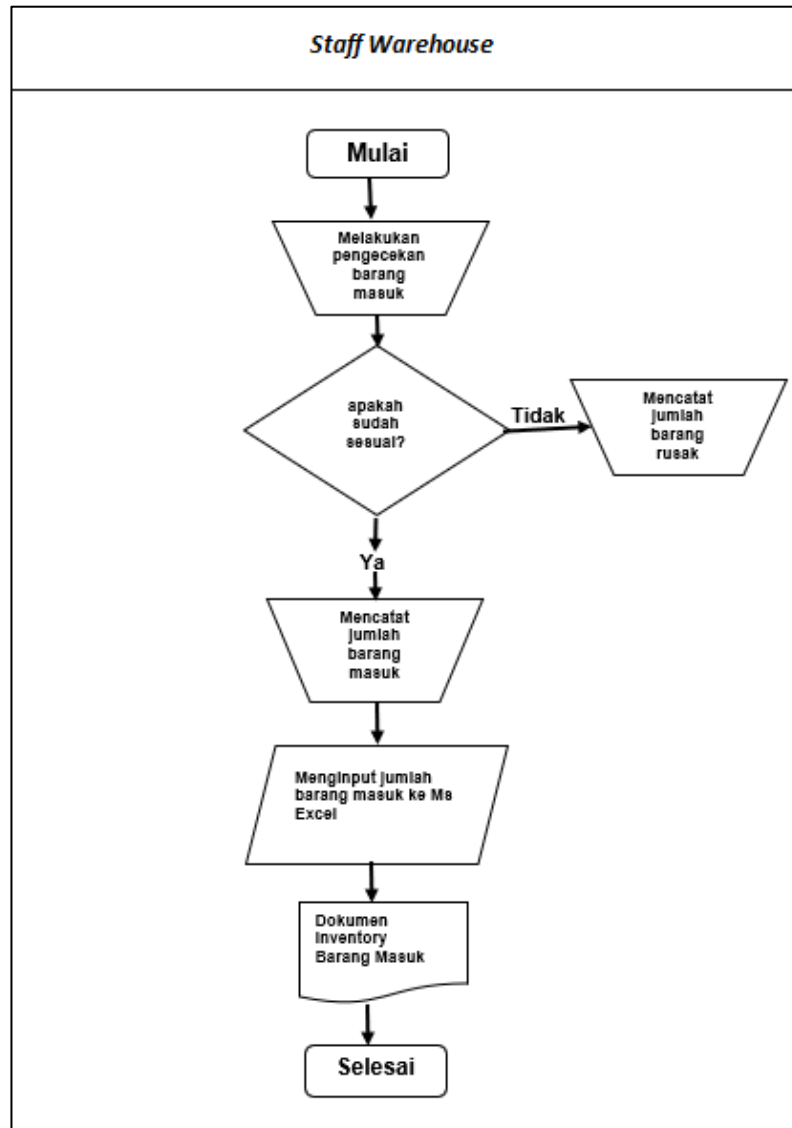 Staff Warehouse
Mulai
Melakukan
pengecekan
barang
masuk
apakah
sudah
sesual?
Tidak
Mencatat
jumlah
barang
rusak
Ya
Mencatat
jumlah
barang
masuk
Menginput jumlah
barang masuk ke Ms
Excel
Dokumen
Inventory
Barang Masuk
Selesai